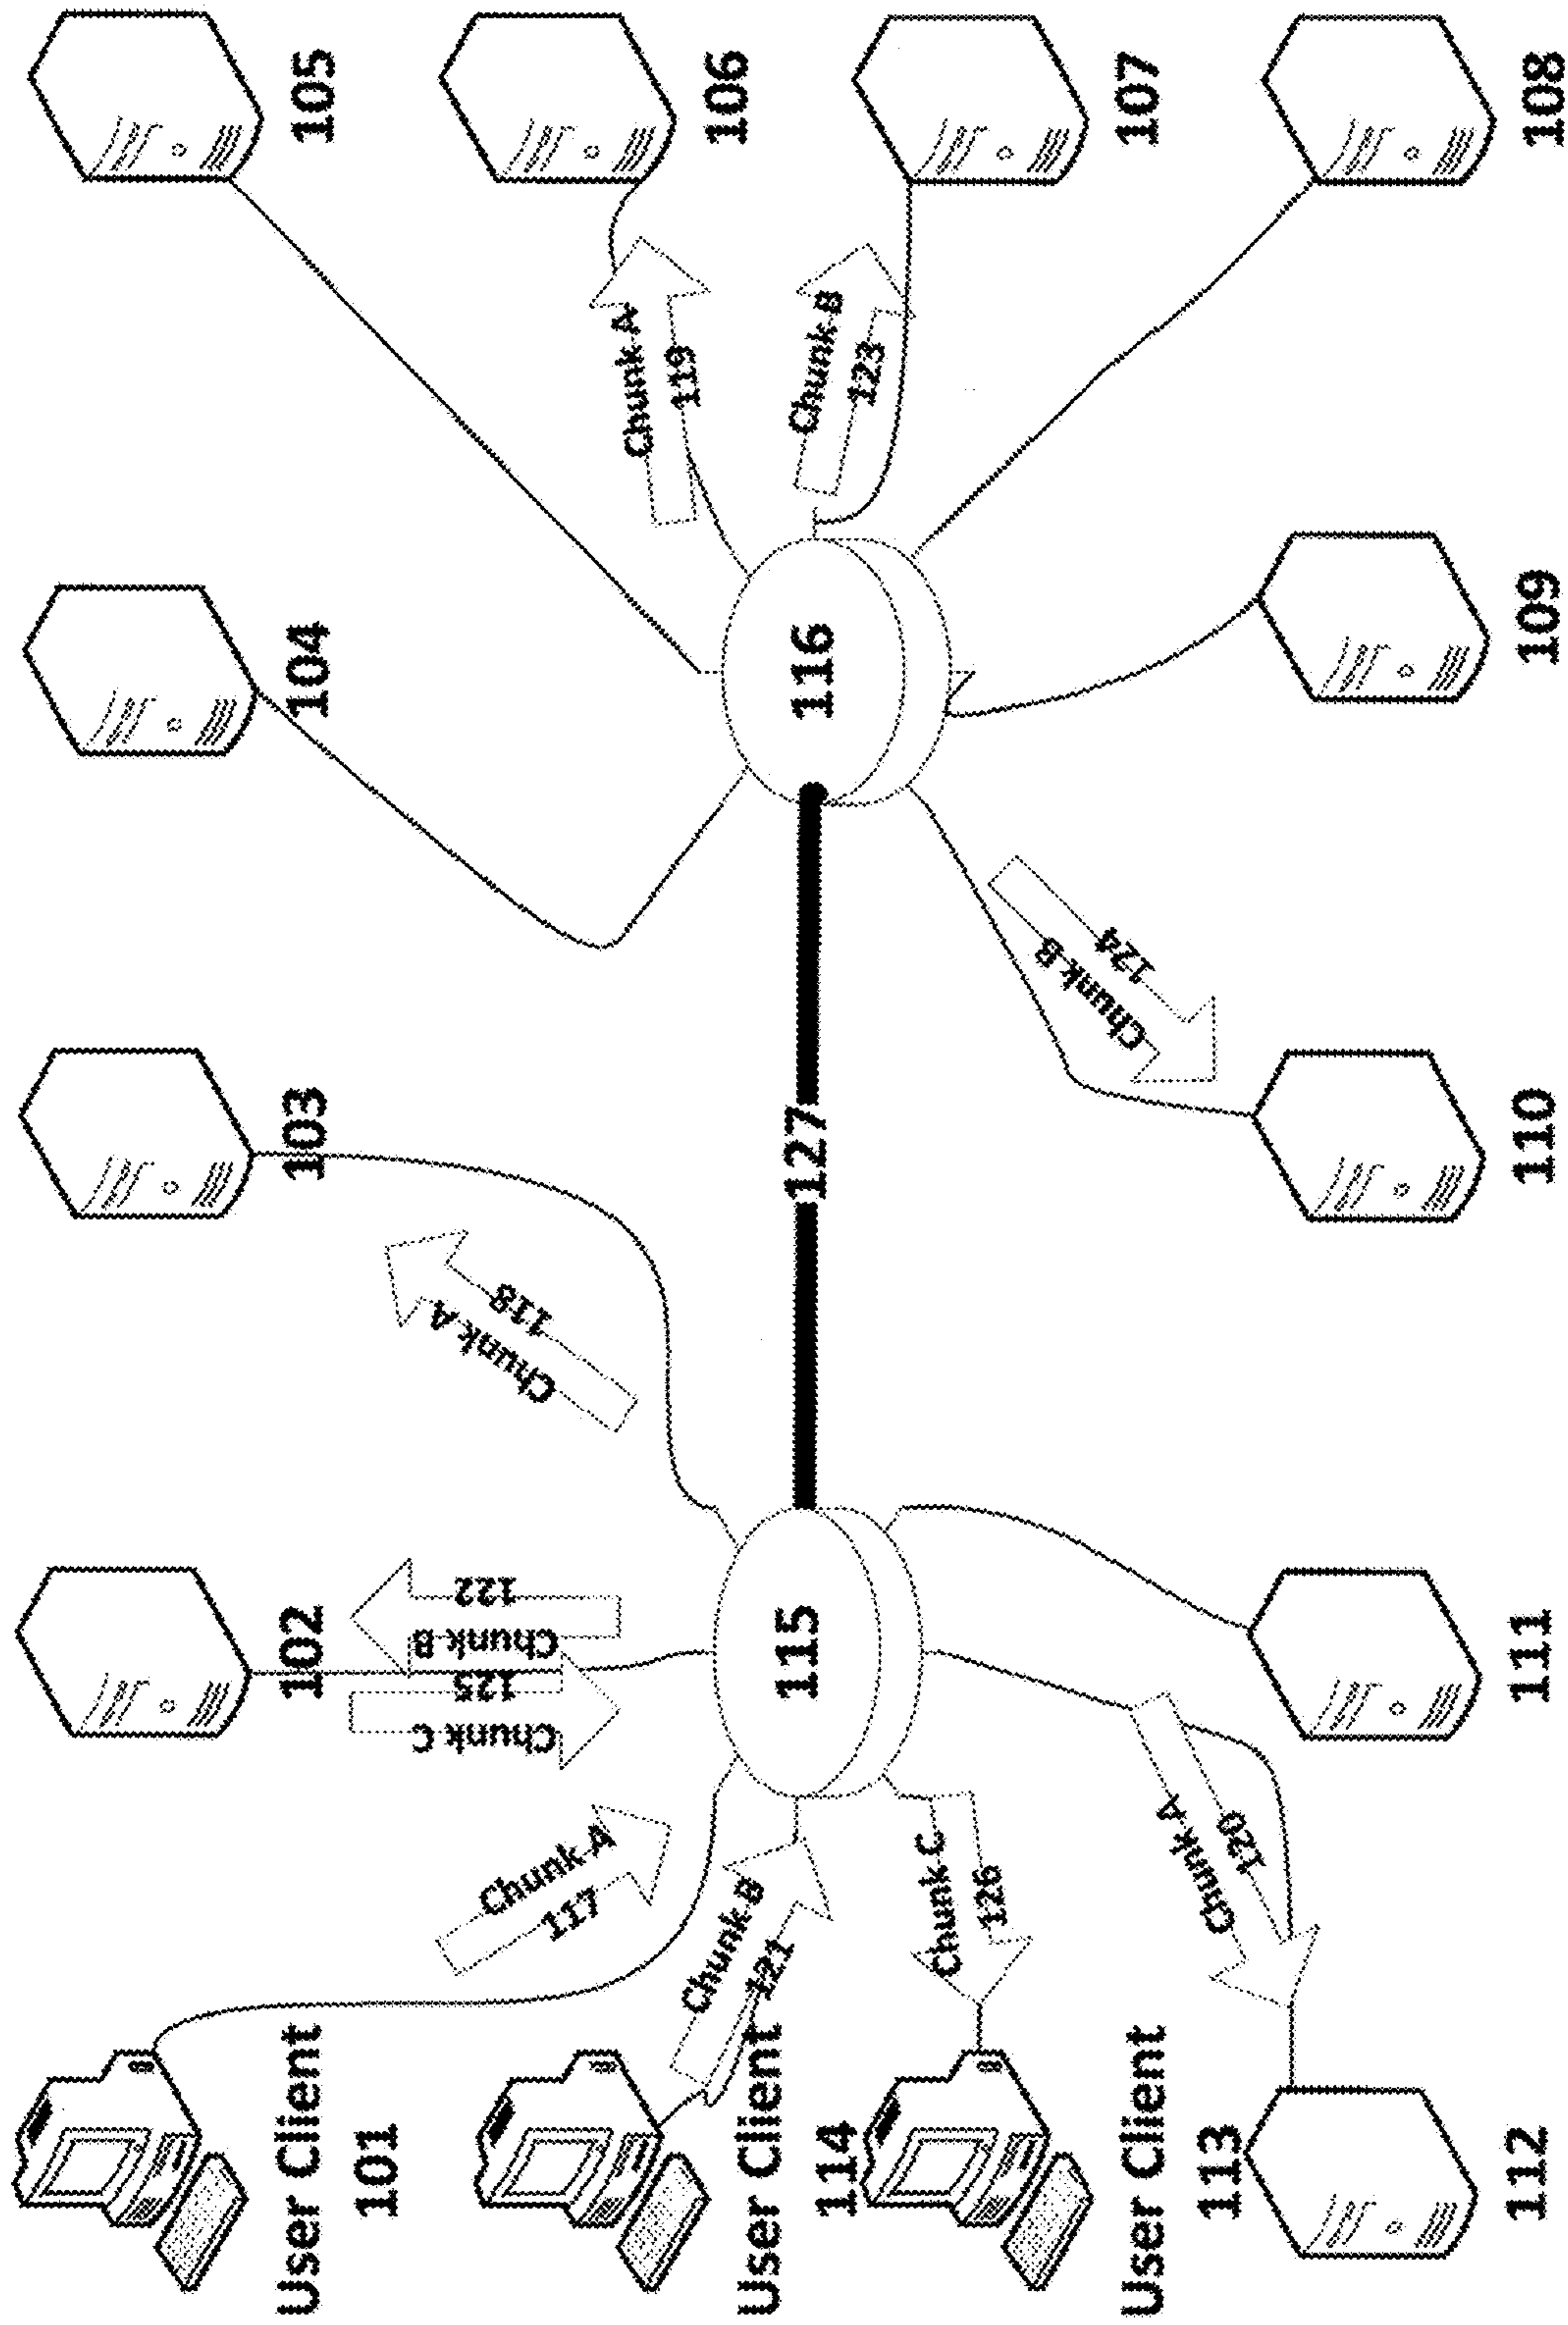 User Client
101
102
103
104
105
Chunk A
117
Chunk C
125
Chunk B
122
Chunk A
118
User Client
114
Chunk B
121
115
127
116
Chunk A
119
106
Chunk B
123
107
User Client
113
Chunk C
126
Chunk A
120
Chunk B
124
112
111
110
109
108